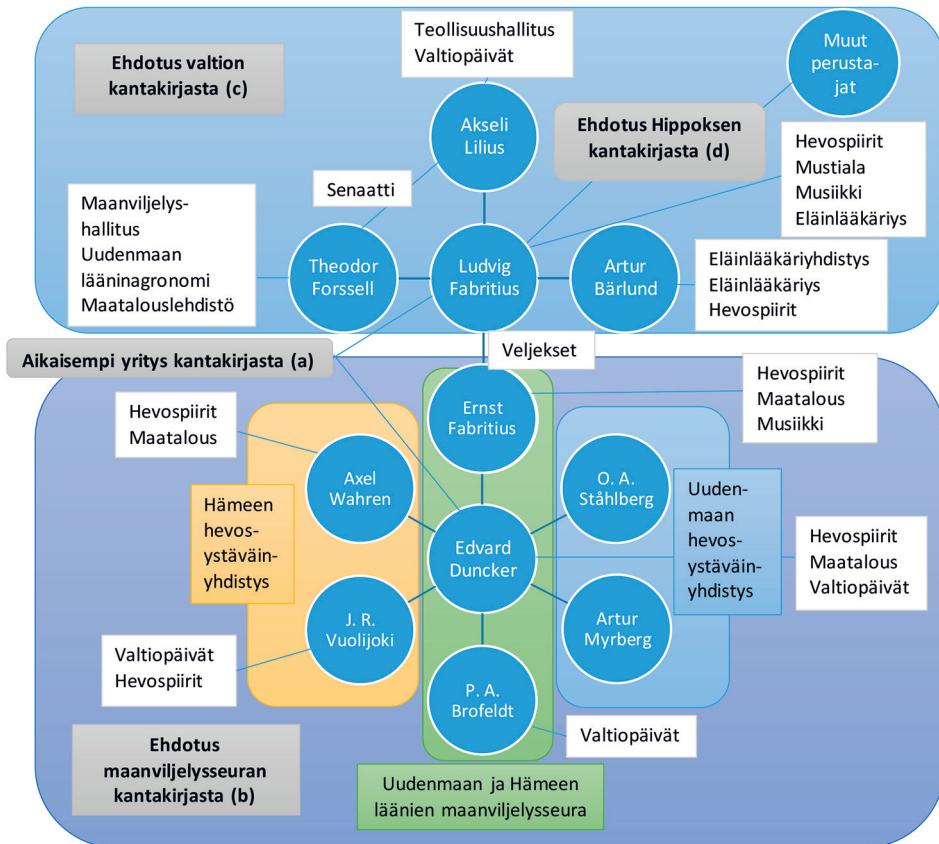 Ehdotus valtion
kantakirjasta (c)
Teollisuushallitus
Valtiopäivät
Muut
perusta-
jat
Akseli
Lilius
Ehdotus Hippoksen
kantakirjasta (d)
Hevospiirit
Mustiala
Musiikki
Eläinlääkäriys
Senaatti
Maanviljelys-
hallitus
Uudenmaan
lääninagronomi
Maatalouslehdistö
Theodor
Forssell
Ludvig
Fabritius
Artur
Bärlund
Eläinlääkäriyhdistys
Eläinlääkäriys
Hevospiirit
Aikaisempi yritys kantakirjasta (a)
Veljekset
Hevospiirit
Maatalous
Ernst
Fabritius
Hevospiirit
Maatalous
Musiikki
Axel
Wahren
O. A.
Ståhlberg
Hämeen
hevos-
ystäväin-
yhdistys
Edvard
Duncker
Uuden-
maan
hevos-
ystäväin-
yhdistys
Hevospiirit
Maatalous
Valtiopäivät
J. R.
Vuolijoki
Artur
Myrberg
Valtiopäivät
Hevospiirit
P. A.
Brofeldt
Valtiopäivät
Ehdotus
maanviljelysseuran
kantakirjasta (b)
Uudenmaan ja Hämeen
läänien maanviljelysseura